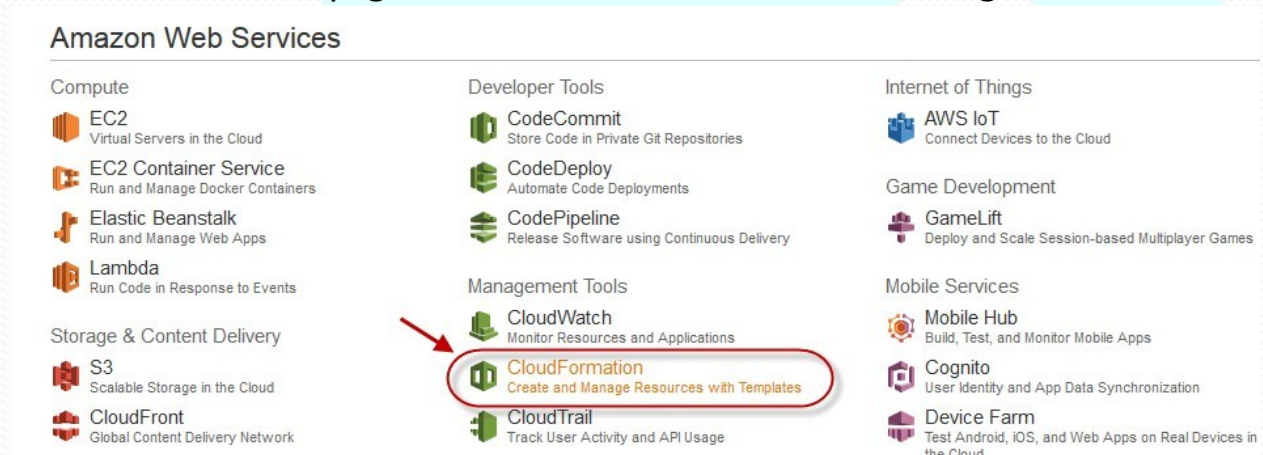 Amazon Web Services
Compute
EC2
Virtual Servers in the Cloud
EC2 Container Service
Run and Manage Docker Containers
Elastic Beanstalk
Run and Manage Web Apps
Lambda
Run Code in Response to Events
Storage & Content Delivery
S3
Scalable Storage in the Cloud
CloudFront
Global Content Delivery Network
Developer Tools
CodeCommit
Store Code in Private Git Repositories
CodeDeploy
Automate Code Deployments
CodePipeline
Release Software using Continuous Delivery
Management Tools
CloudWatch
Monitor Resources and Applications
CloudFormation
Create and Manage Resources with Templates
CloudTrail
Track User Activity and API Usage
Internet of Things
AWS IoT
Connect Devices to the Cloud
Game Development
GameLift
Deploy and Scale Session-based Multiplayer Games
Mobile Services
Mobile Hub
Build, Test, and Monitor Mobile Apps
Cognito
User Identity and App Data Synchronization
Device Farm
Test Android, iOS, and Web Apps on Real Devices in
the Cloud